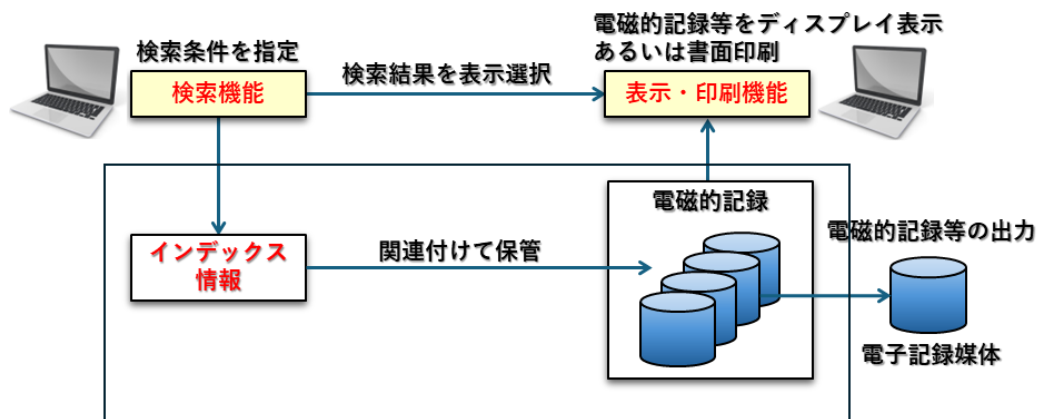 検索条件を指定
検索機能
検索結果を表示選択
電磁的記録等をディスプレイ表示
あるいは書面印刷
表示・印刷機能
インデックス
情報
関連付けて保管
電磁的記録
電磁的記録等の出力
電子記録媒体